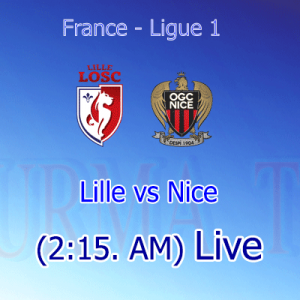 France - Ligue 1
LILLE
LOSC
OGC
NICE
Lille vs Nice
(2:15. AM) Live